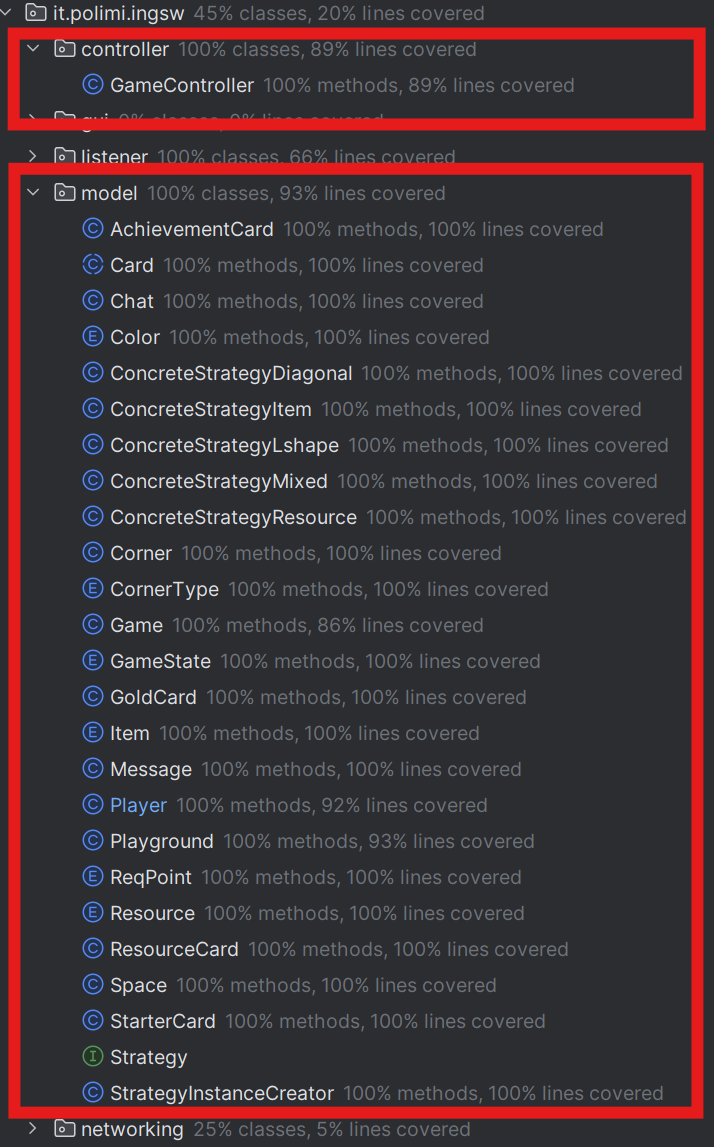 it.polimi.ingsw 45% classes, 20% lines covered
controller 100% classes, 89% lines covered
GameController 100% methods, 89% lines covered
gui 0% classes, 0% lines covered
listener 100% classes, 66% lines covered
model 100% classes, 93% lines covered
AchievementCard 100% methods, 100% lines covered
Card 100% methods, 100% lines covered
Chat 100% methods, 100% lines covered
Color 100% methods, 100% lines covered
ConcreteStrategyDiagonal 100% methods, 100% lines covered
ConcreteStrategyItem 100% methods, 100% lines covered
ConcreteStrategyLshape 100% methods, 100% lines covered
ConcreteStrategyMixed 100% methods, 100% lines covered
ConcreteStrategyResource 100% methods, 100% lines covered
Corner 100% methods, 100% lines covered
CornerType 100% methods, 100% lines covered
Game 100% methods, 86% lines covered
GameState 100% methods, 100% lines covered
GoldCard 100% methods, 100% lines covered
Item 100% methods, 100% lines covered
Message 100% methods, 100% lines covered
Player 100% methods, 92% lines covered
Playground 100% methods, 93% lines covered
ReqPoint 100% methods, 100% lines covered
Resource 100% methods, 100% lines covered
ResourceCard 100% methods, 100% lines covered
Space 100% methods, 100% lines covered
StarterCard 100% methods, 100% lines covered
Strategy
StrategyInstanceCreator 100% methods, 100% lines covered
networking 25% classes, 5% lines covered